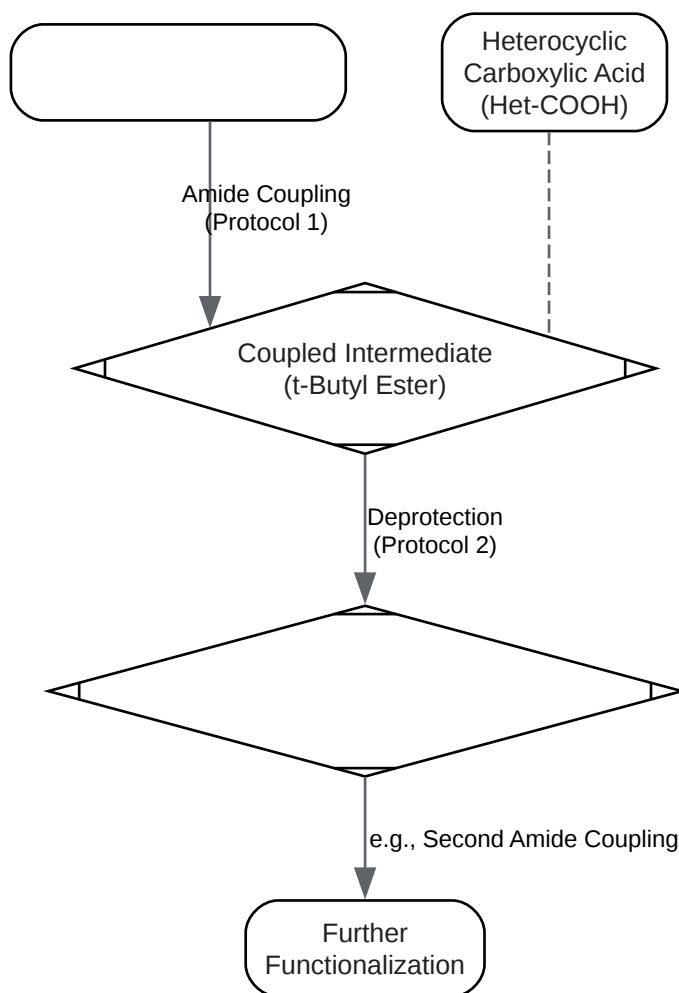 Heterocyclic
Carboxylic Acid
(Het-COOH)
Amide Coupling
(Protocol 1)
Coupled Intermediate
(t-Butyl Ester)
Deprotection
(Protocol 2)
e.g., Second Amide Coupling
Further
Functionalization